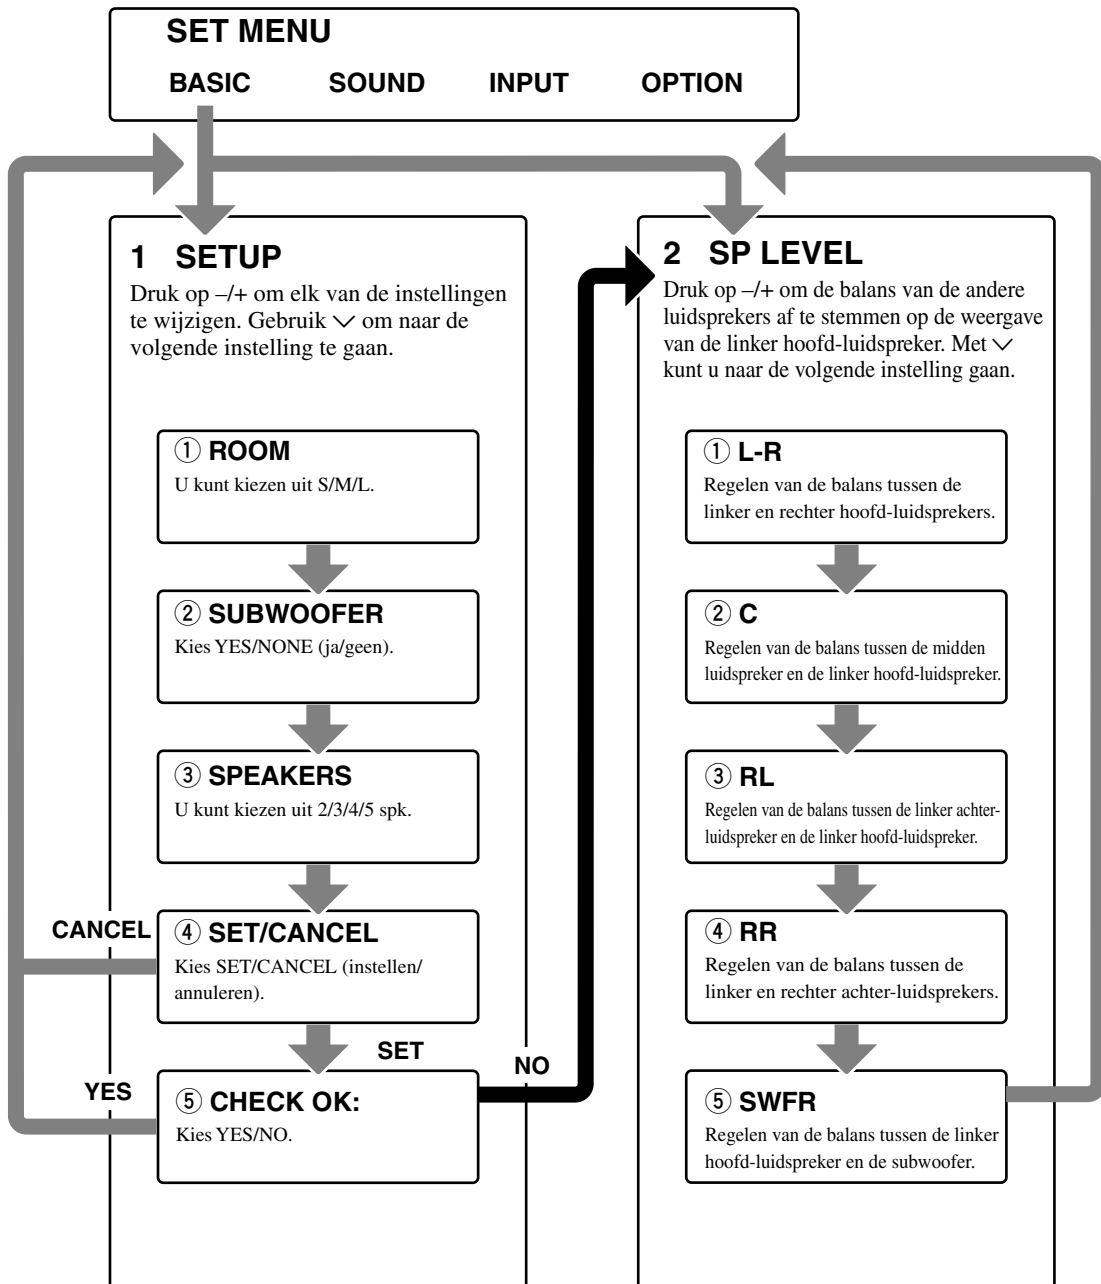 SET MENU
BASIC SOUND INPUT OPTION
1 SETUP
Druk op –/+ om elk van de instellingen
te wijzigen. Gebruik ∨ om naar de
volgende instelling te gaan.
① ROOM
U kunt kiezen uit S/M/L.
② SUBWOOFER
Kies YES/NONE (ja/geen).
③ SPEAKERS
U kunt kiezen uit 2/3/4/5 spk.
CANCEL
④ SET/CANCEL
Kies SET/CANCEL (instellen/
annuleren).
SET
NO
YES
⑤ CHECK OK:
Kies YES/NO.
2 SP LEVEL
Druk op –/+ om de balans van de andere
luidsprekers af te stemmen op de weergave
van de linker hoofd-luidspreker. Met ∨
kunt u naar de volgende instelling gaan.
① L-R
Regelen van de balans tussen de
linker en rechter hoofd-luidsprekers.
② C
Regelen van de balans tussen de midden
luidspreker en de linker hoofd-luidspreker.
③ RL
Regelen van de balans tussen de linker achter-
luidspreker en de linker hoofd-luidspreker.
④ RR
Regelen van de balans tussen de
linker en rechter achter-luidsprekers.
⑤ SWFR
Regelen van de balans tussen de linker
hoofd-luidspreker en de subwoofer.